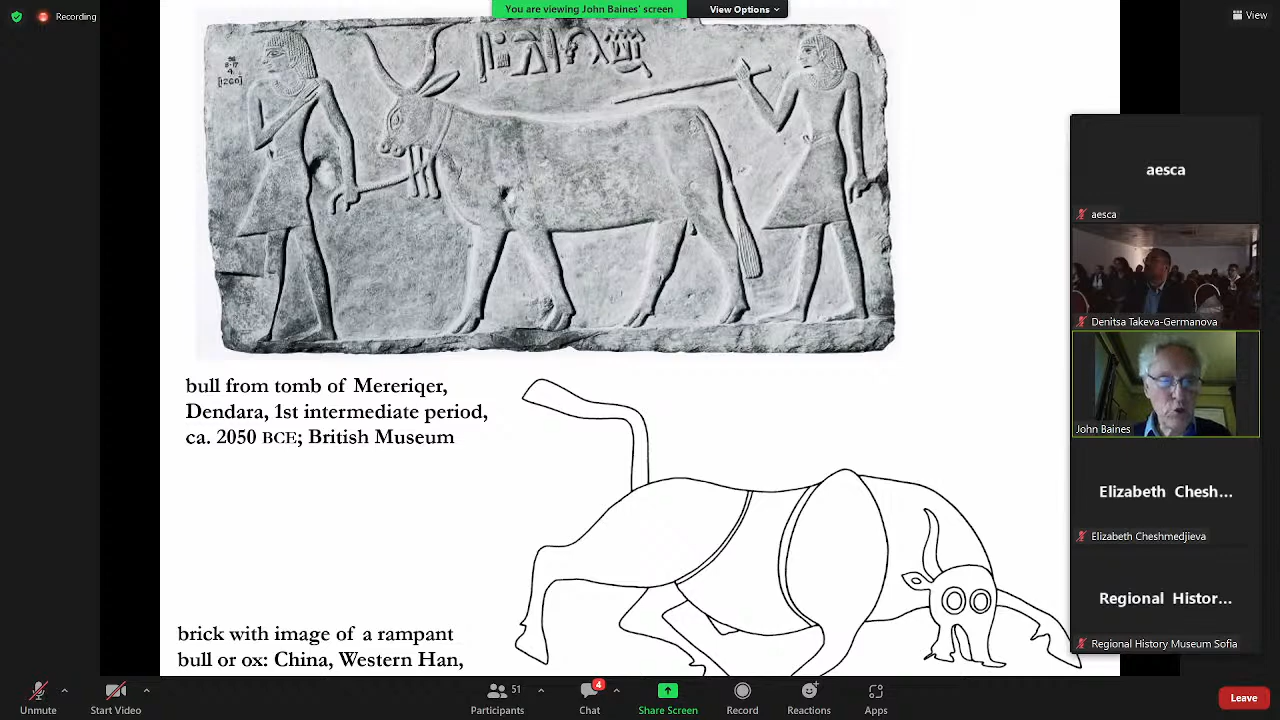 You are viewing John Baines' screen
View Options
View
Recording
bull from tomb of Mereriqer,
Dendara, 1st intermediate period,
ca. 2050 BCE; British Museum
brick with image of a rampant
bull or ox: China, Western Han,
aesca
aesca
Denitsa Takeva-Germanova
John Baines
Elizabeth Chesh...
Elizabeth Cheshmedjieva
Regional Histor...
Regional History Museum Sofia
Unmute
Start Video
51
Participants
4
Chat
Share Screen
Record
Reactions
Apps
Leave